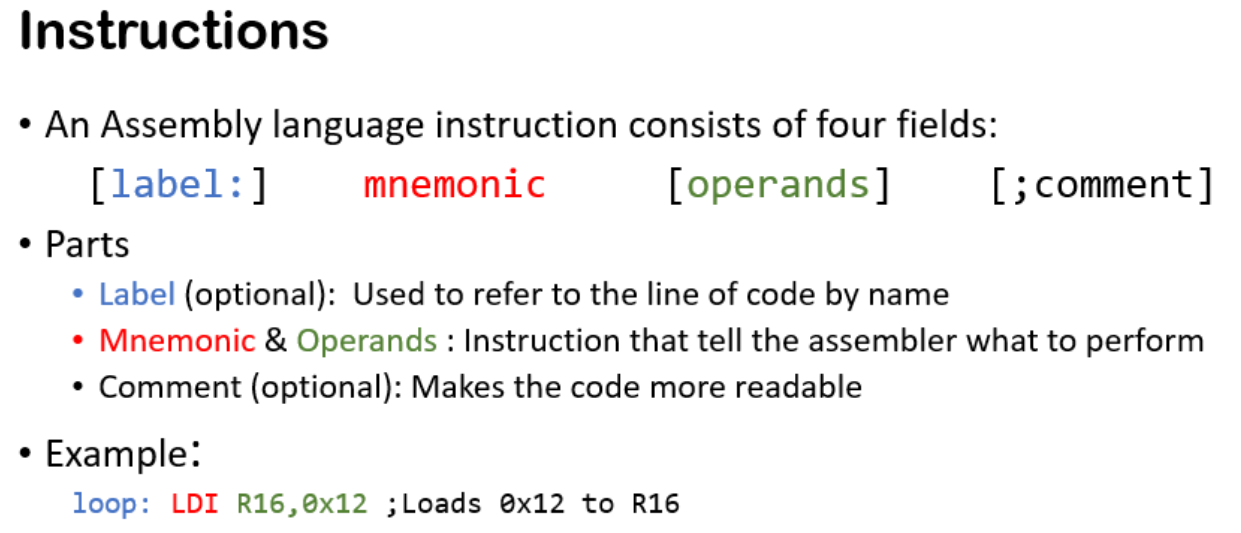 Instructions
• An Assembly language instruction consists of four fields:
[label:] mnemonic [operands] [;comment]
• Parts
• Label (optional): Used to refer to the line of code by name
• Mnemonic & Operands : Instruction that tell the assembler what to perform
• Comment (optional): Makes the code more readable
• Example:
loop: LDI R16,0x12 ;Loads 0x12 to R16